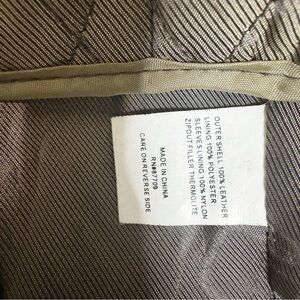 OUTER SHELL 100% LEATHER
LINING 100% POLYESTER
SLEEVES LINING 100% NYLON
ZIPOUT FILLER THERMOLITE
MADE IN CHINA
RN#87709
CARE ON REVERSE SIDE